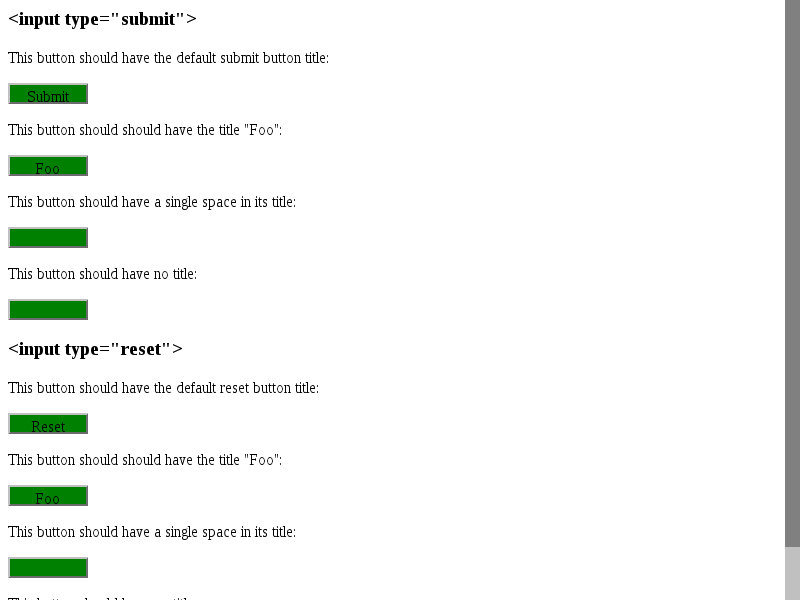 <input type="submit">
This button should have the default submit button title:
Submit
This button should should have the title "Foo":
Foo
This button should have a single space in its title:
This button should have no title:
<input type="reset">
This button should have the default reset button title:
Reset
This button should should have the title "Foo":
Foo
This button should have a single space in its title: